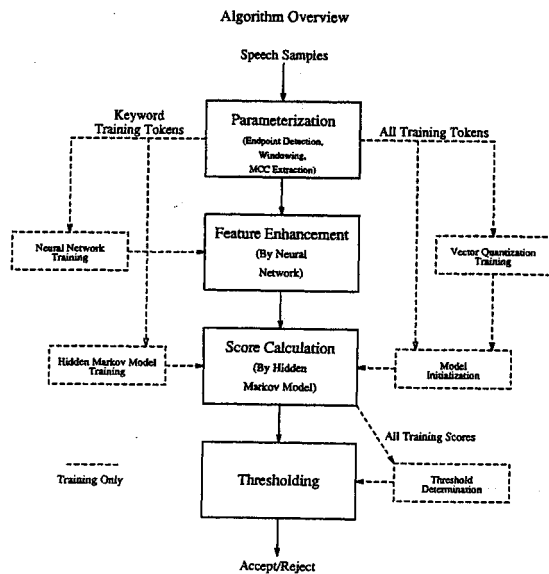 Algorithm Overview
Speech Samples
Keyword
Training Tokens
Parameterization
(Endpoint Detection,
Windowing,
MCC Extraction)
All Training Tokens
Neural Network
Training
Feature Enhancement
(By Neural
Network)
Vector Quantization
Training
Hidden Markov Model
Training
Score Calculation
(By Hidden
Markov Model)
Model
Initialization
All Training Scores
Training Only
Thresholding
Threshold
Determination
Accept/Reject